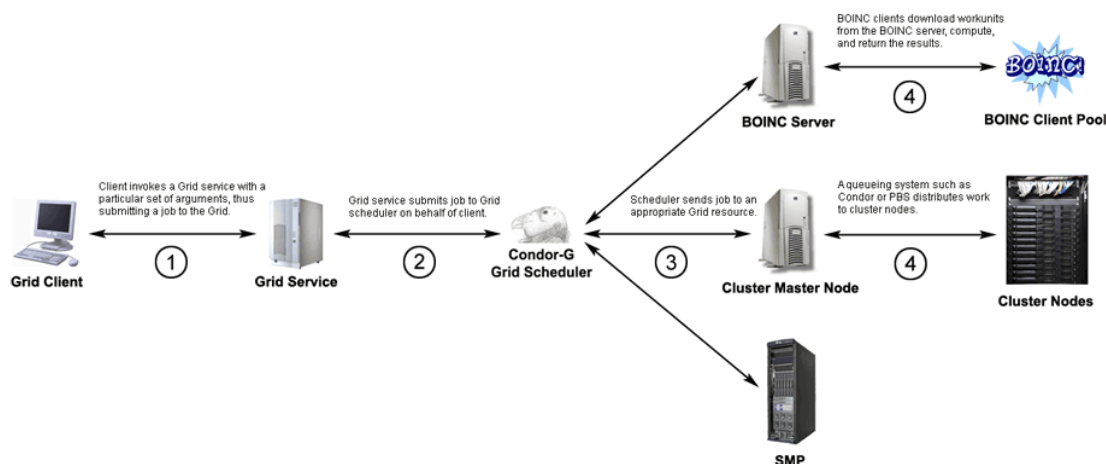 BOINC clients download workunits
from the BOINC server, compute,
and return the results.
BOINC!
4
BOINC Server
BOINC Client Pool
Client invokes a Grid service with a
particular set of arguments, thus
submitting a job to the Grid.
Grid service submits job to Grid
scheduler on behalf of client.
Scheduler sends job to an
appropriate Grid resource.
A queueing system such as
Condor or PBS distributes work
to cluster nodes.
1
2
3
4
Grid Client
Grid Service
Condor-G
Grid Scheduler
Cluster Master Node
Cluster Nodes
SMP